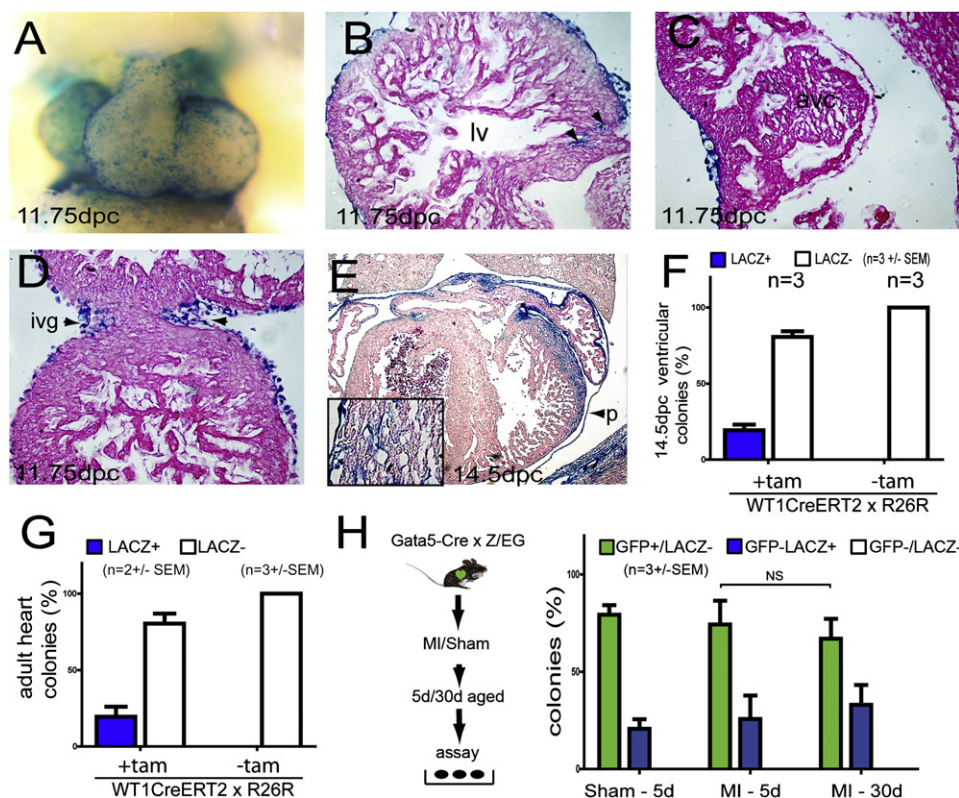 A
11.75dpc
B
lv
11.75dpc
C
avc
11.75dpc
D
ivg
11.75dpc
E
p
14.5dpc
F
LACZ+ LACZ- (n=3 +/- SEM)
n=3 n=3
14.5dpc ventricular
colonies (%)
100
50
0
+tam -tam
WT1CreERT2 x R26R
G
LACZ+ LACZ-
(n=2+/- SEM) (n=3+/-SEM)
adult heart
colonies (%)
100
50
0
+tam -tam
WT1CreERT2 x R26R
H
Gata5-Cre x Z/EG
MI/Sham
5d/30d aged
assay
GFP+/LACZ- GFP-LACZ+ GFP-/LACZ-
(n=3+/-SEM)
NS
colonies (%)
100
50
0
Sham - 5d MI - 5d MI - 30d